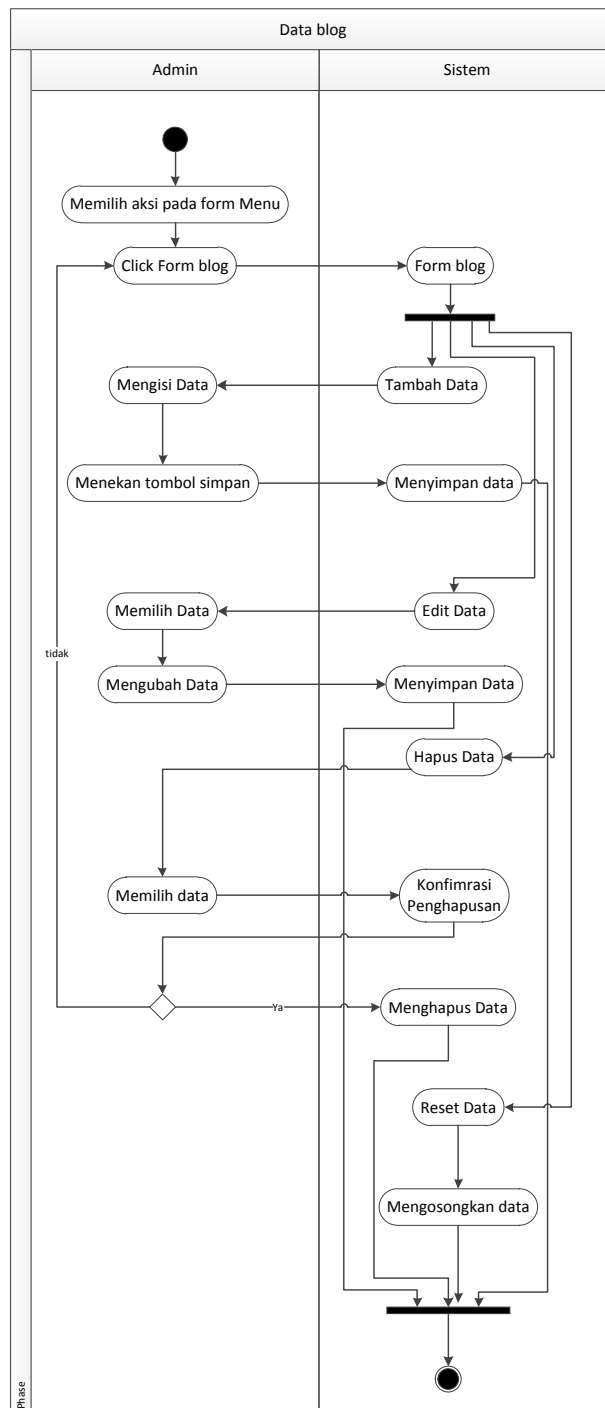 Data blog
Admin
Sistem
Memilih aksi pada form Menu
Click Form blog
Form blog
Mengisi Data
Tambah Data
Menekan tombol simpan
Menyimpan data
Memilih Data
Edit Data
tidak
Mengubah Data
Menyimpan Data
Hapus Data
Memilih data
Konfimrasi
Penghapusan
Ya
Menghapus Data
Reset Data
Mengosongkan data
Phase